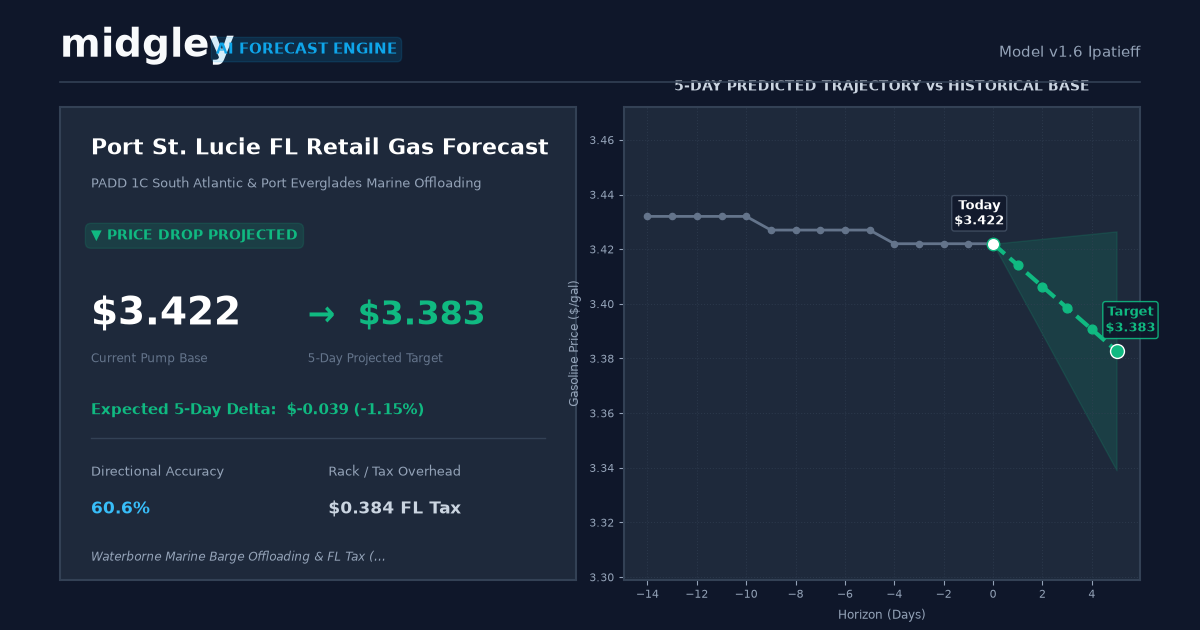 midgley
AI FORECAST ENGINE
Model v1.6 Ipatieff
Port St. Lucie FL Retail Gas Forecast
PADD 1C South Atlantic & Port Everglades Marine Offloading
▼ PRICE DROP PROJECTED
$3.422
→ $3.383
Current Pump Base
5-Day Projected Target
Expected 5-Day Delta: $-0.039 (-1.15%)
Directional Accuracy
Rack / Tax Overhead
60.6%
$0.384 FL Tax
Waterborne Marine Barge Offloading & FL Tax (...
5-DAY PREDICTED TRAJECTORY vs HISTORICAL BASE
Gasoline Price ($/gal)
3.46
3.44
3.42
3.40
3.38
3.36
3.34
3.32
3.30
Today
$3.422
Target
$3.383
−14
−12
−10
−8
−6
−4
−2
0
2
4
Horizon (Days)